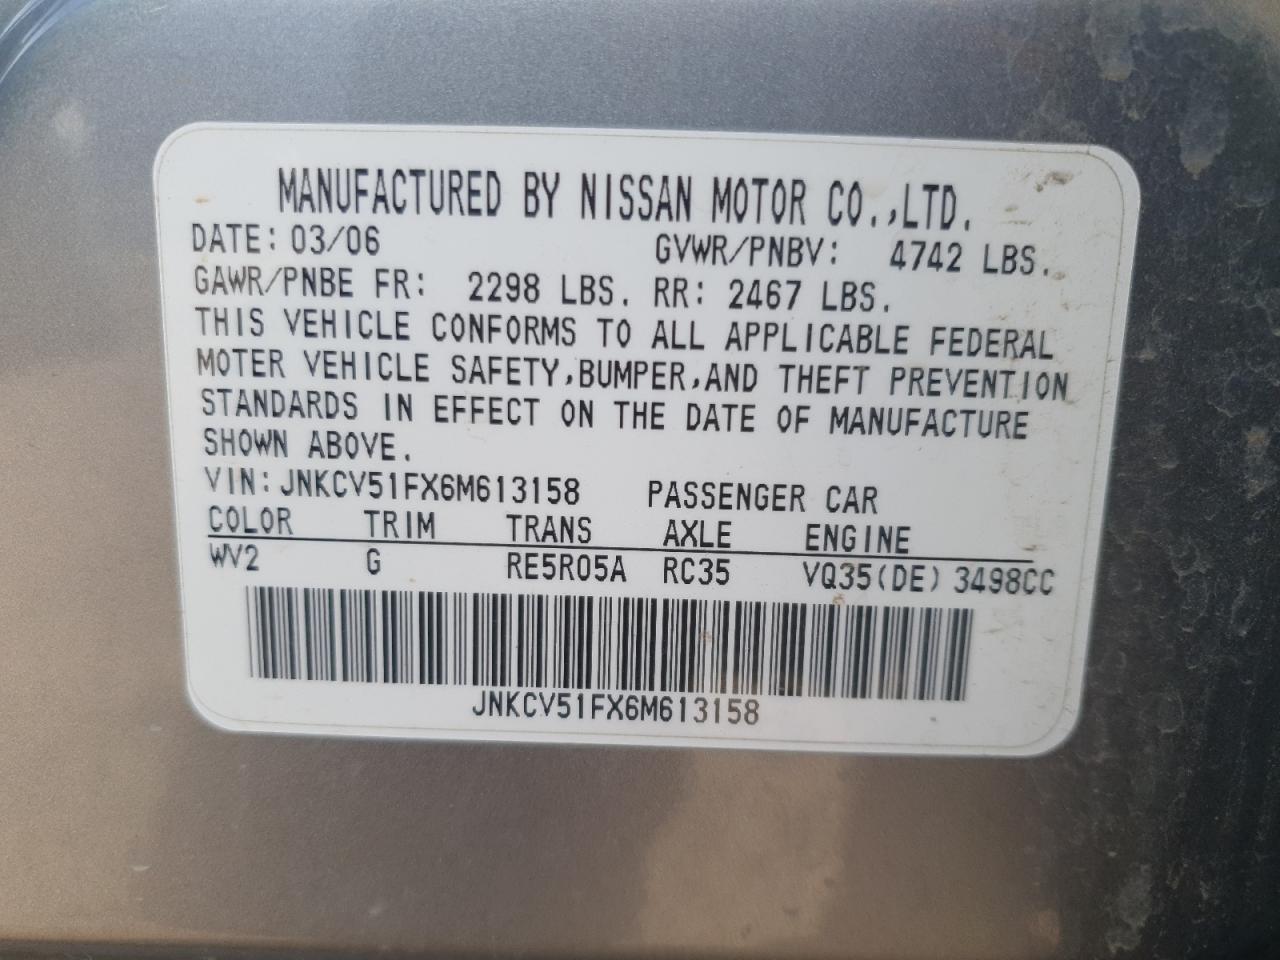 MANUFACTURED BY NISSAN MOTOR CO.,LTD.
DATE: 03/06 GVWR/PNBV: 4742 LBS.
GAWR/PNBE FR: 2298 LBS. RR: 2467 LBS.
THIS VEHICLE CONFORMS TO ALL APPLICABLE FEDERAL
MOTER VEHICLE SAFETY,BUMPER,AND THEFT PREVENTION
STANDARDS IN EFFECT ON THE DATE OF MANUFACTURE
SHOWN ABOVE.
VIN: JNKCV51FX6M613158 PASSENGER CAR
COLOR TRIM TRANS AXLE ENGINE
WV2 G RE5R05A RC35 VQ35(DE) 3498CC
JNKCV51FX6M613158